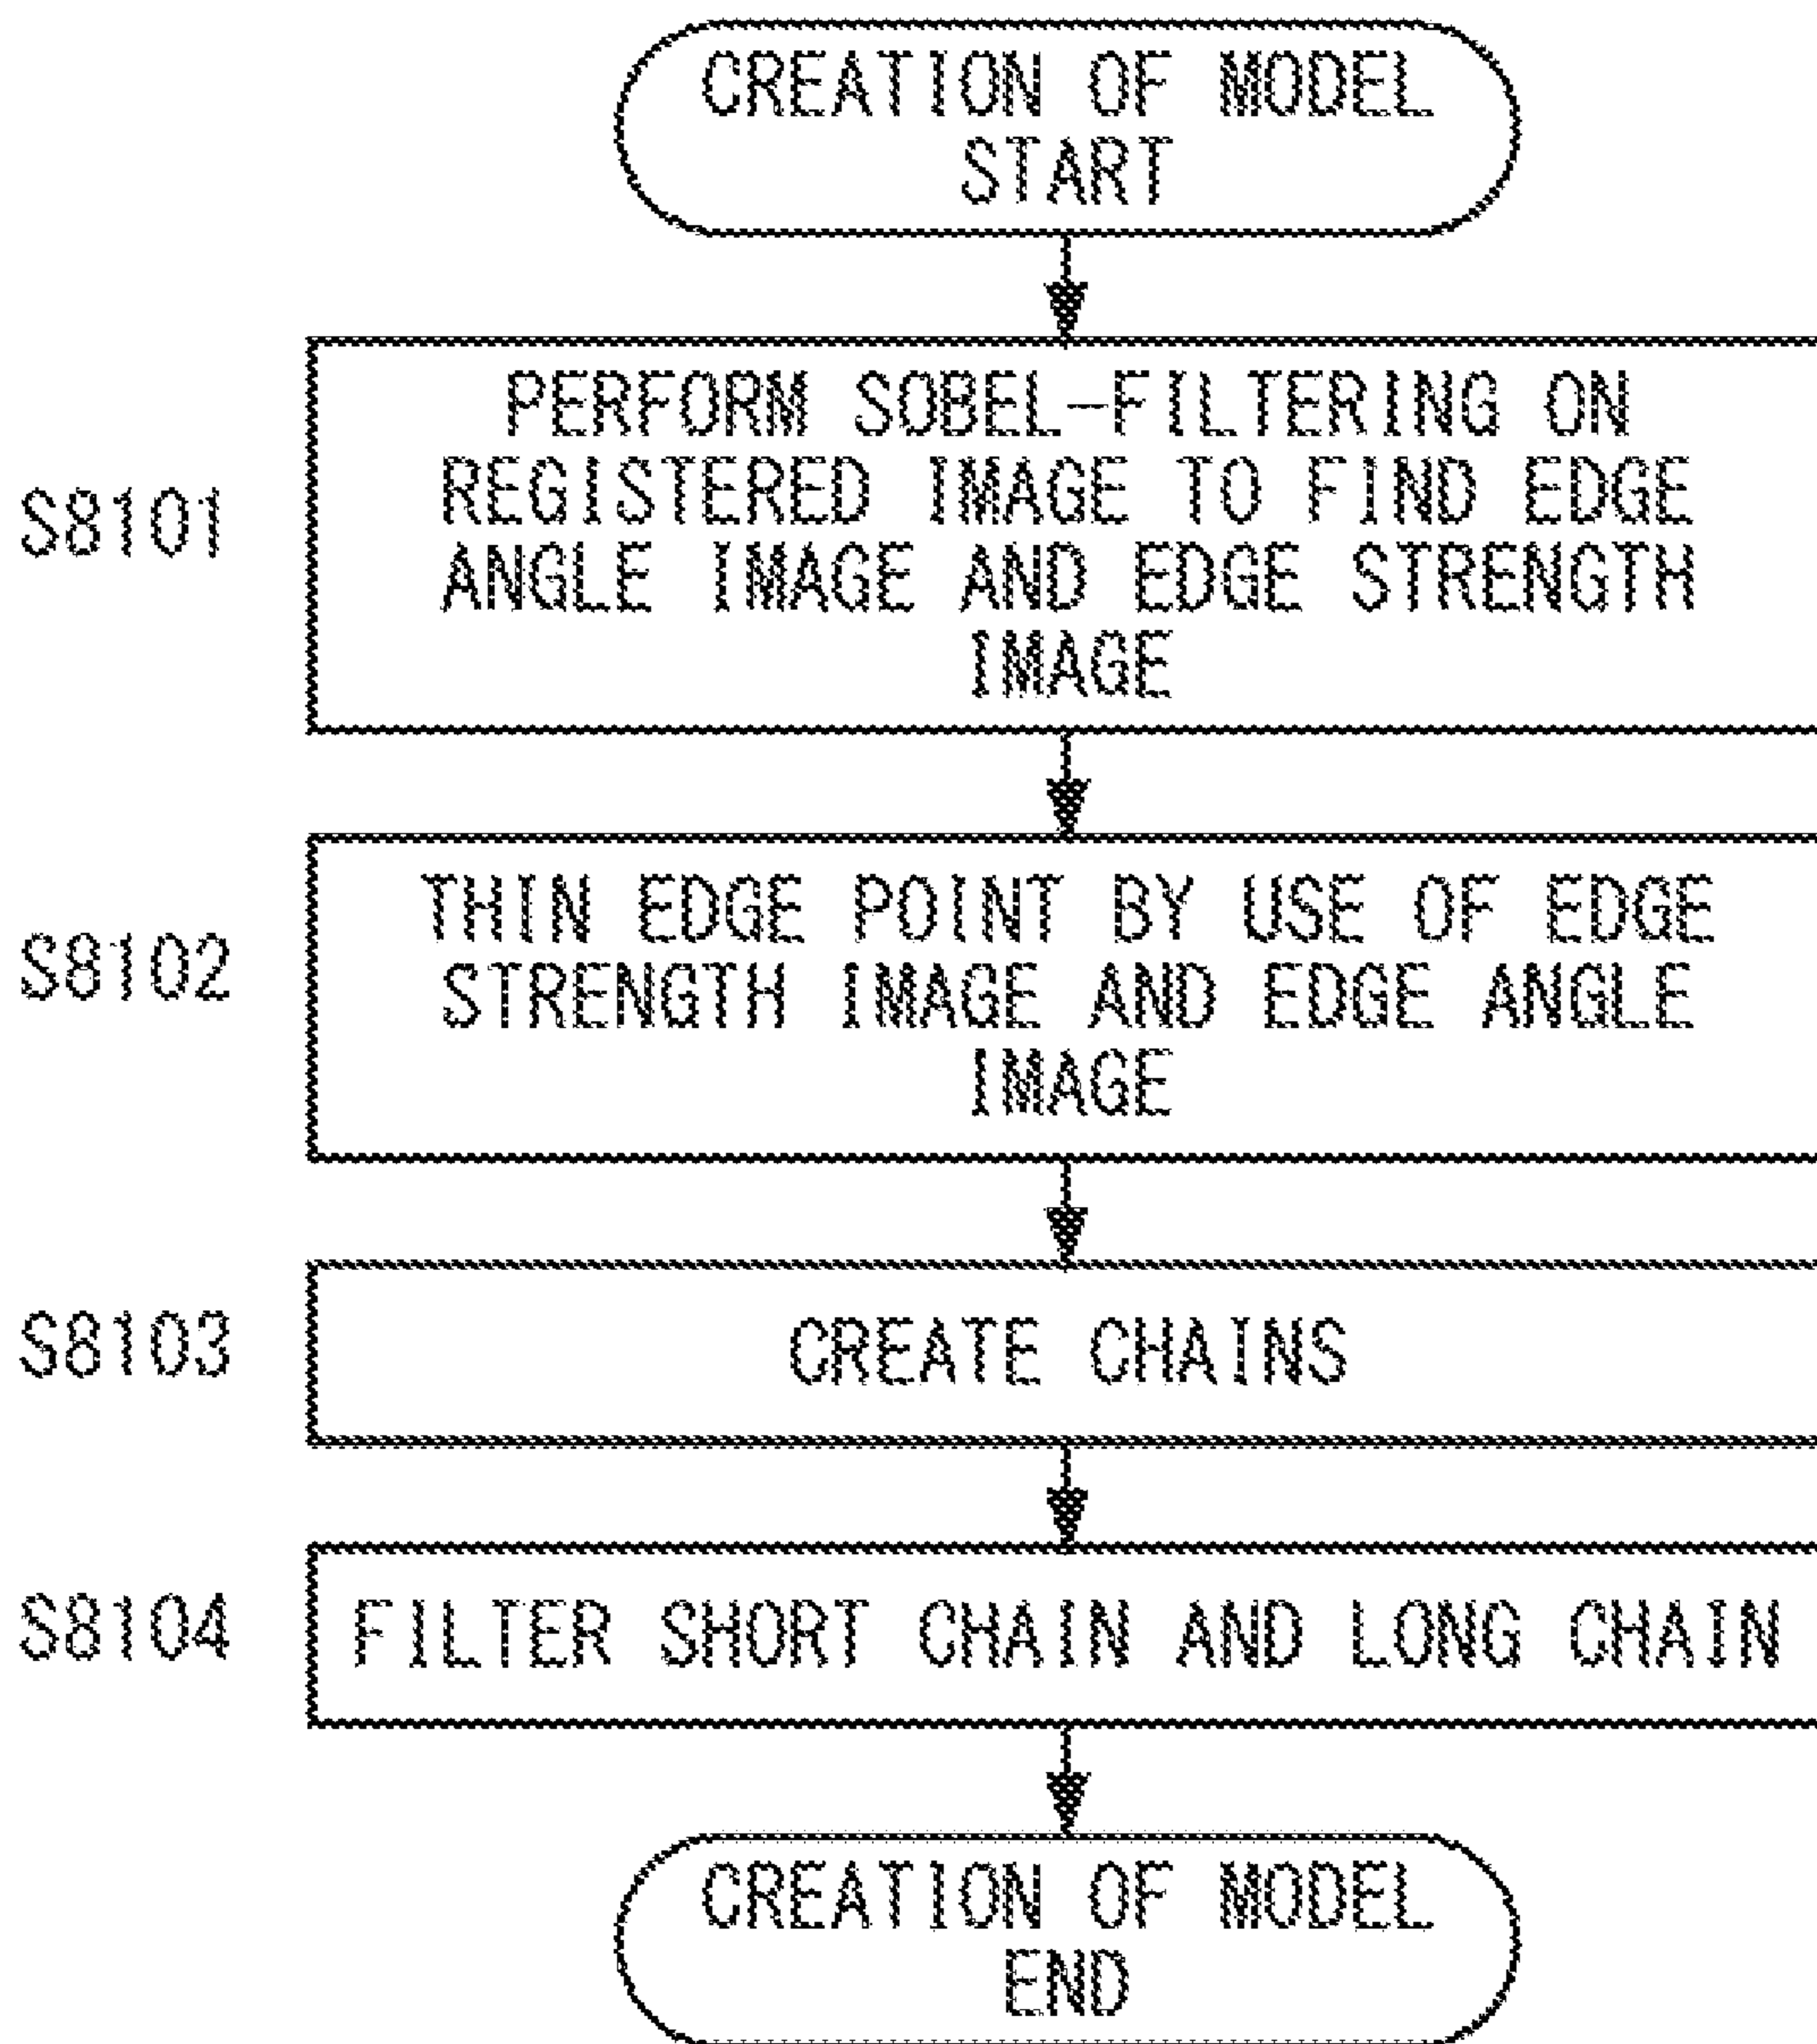 CREATION OF MODEL
START
S8101
PERFORM SOBEL-FILTERING ON
REGISTERED IMAGE TO FIND EDGE
ANGLE IMAGE AND EDGE STRENGTH
IMAGE
S8102
THIN EDGE POINT BY USE OF EDGE
STRENGTH IMAGE AND EDGE ANGLE
IMAGE
S8103
CREATE CHAINS
S8104
FILTER SHORT CHAIN AND LONG CHAIN
CREATION OF MODEL
END